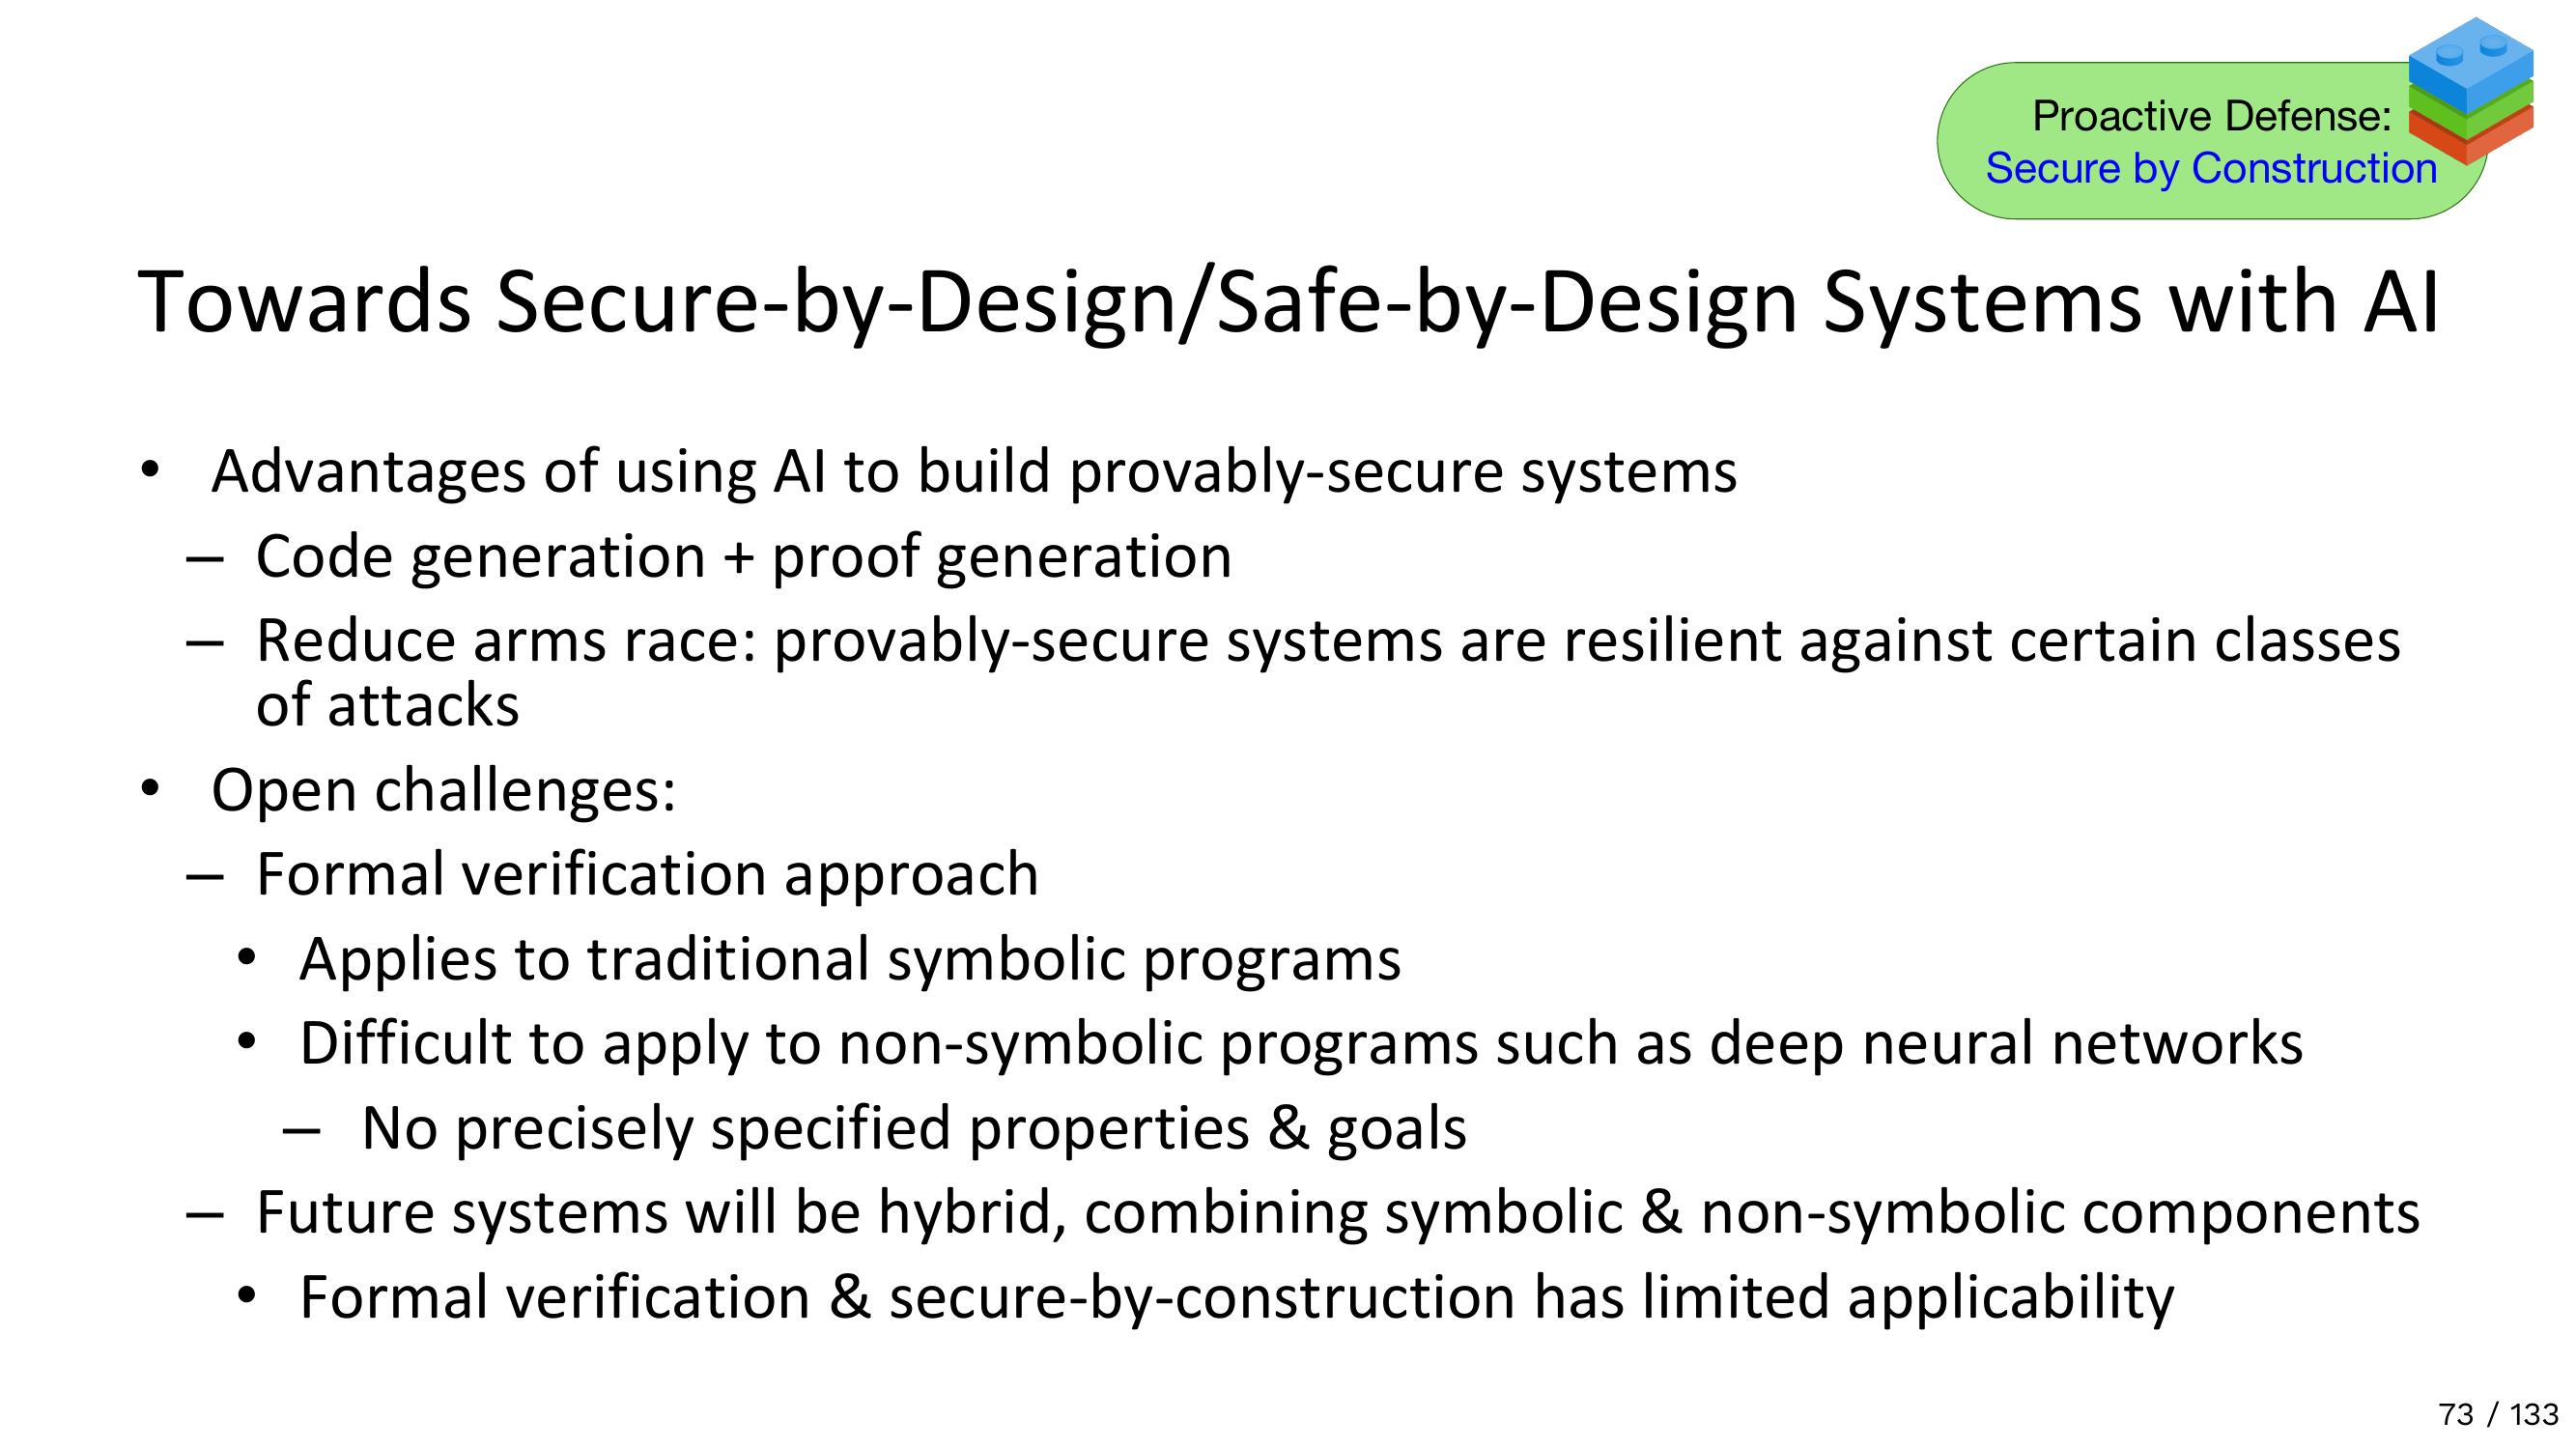 Proactive Defense:
Secure by Construction
Towards Secure-by-Design/Safe-by-Design Systems with AI
• Advantages of using AI to build provably-secure systems
– Code generation + proof generation
– Reduce arms race: provably-secure systems are resilient against certain classes
of attacks
• Open challenges:
– Formal verification approach
• Applies to traditional symbolic programs
• Difficult to apply to non-symbolic programs such as deep neural networks
– No precisely specified properties & goals
– Future systems will be hybrid, combining symbolic & non-symbolic components
• Formal verification & secure-by-construction has limited applicability
73 / 133